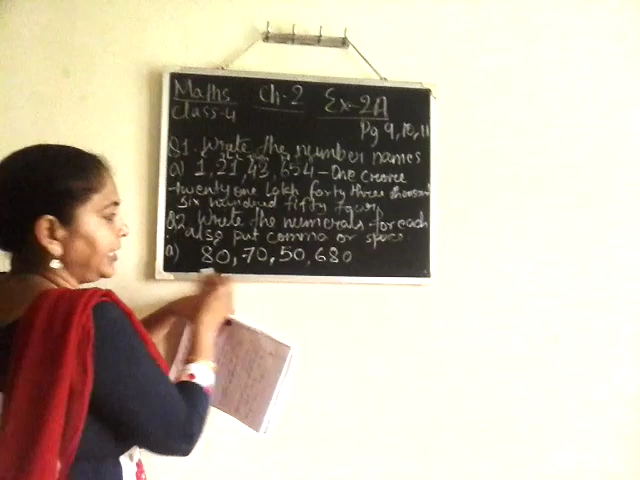 Maths Ch-2 Ex-2A
Class-4
Pg 9,10,11
Q1. Write the number names
a) 1,21,43,654 - One crore
twenty one lakh forty three thousand
six hundred fifty four
Q2. Write the numerals for each
also put comma or space
a) 80,70,50,680